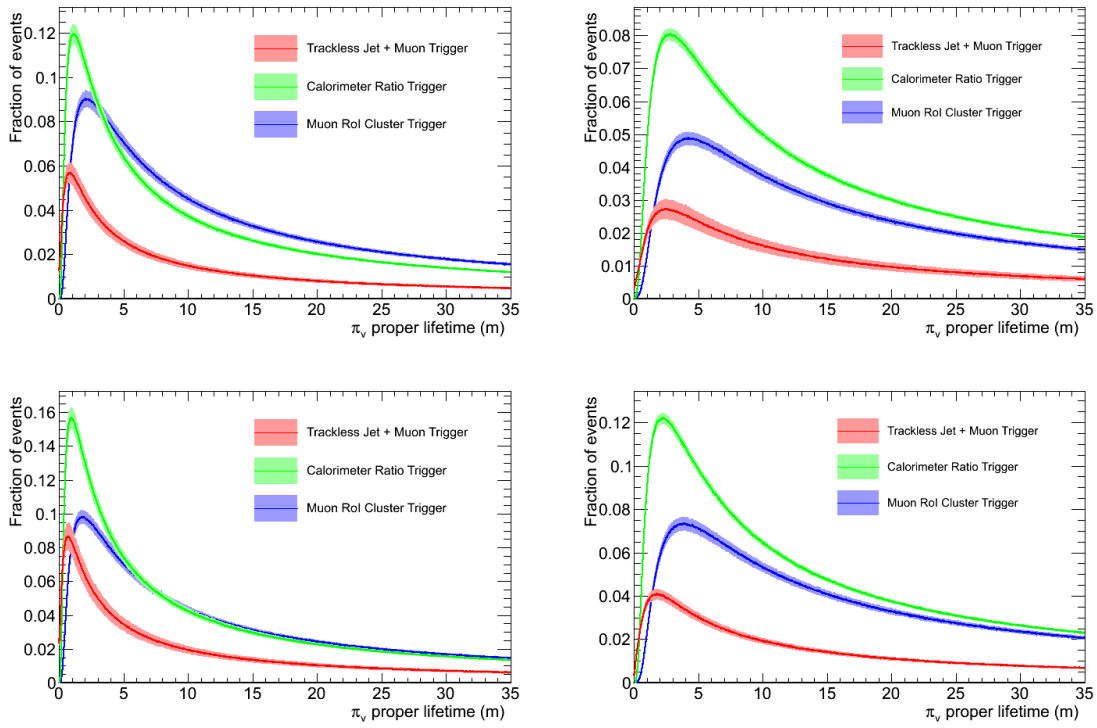 Fraction of events
0.12
0.1
0.08
0.06
0.04
0.02
0
Trackless Jet + Muon Trigger
Calorimeter Ratio Trigger
Muon RoI Cluster Trigger
0 5 10 15 20 25 30 35
πv proper lifetime (m)
Fraction of events
0.08
0.07
0.06
0.05
0.04
0.03
0.02
0.01
0
Trackless Jet + Muon Trigger
Calorimeter Ratio Trigger
Muon RoI Cluster Trigger
0 5 10 15 20 25 30 35
πv proper lifetime (m)
Fraction of events
0.16
0.14
0.12
0.1
0.08
0.06
0.04
0.02
0
Trackless Jet + Muon Trigger
Calorimeter Ratio Trigger
Muon RoI Cluster Trigger
0 5 10 15 20 25 30 35
πv proper lifetime (m)
Fraction of events
0.12
0.1
0.08
0.06
0.04
0.02
0
Trackless Jet + Muon Trigger
Calorimeter Ratio Trigger
Muon RoI Cluster Trigger
0 5 10 15 20 25 30 35
πv proper lifetime (m)